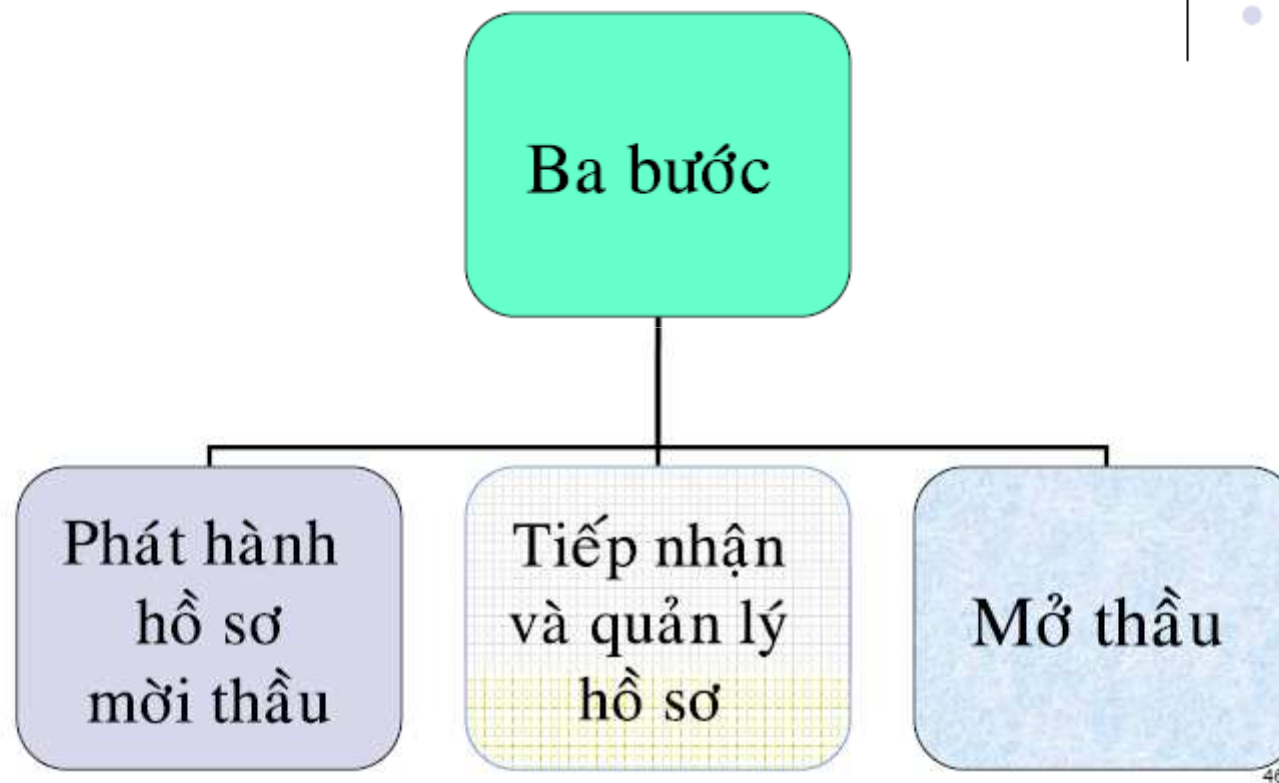 Ba bước
Phát hành
hồ sơ
mời thầu
Tiếp nhận
và quản lý
hồ sơ
Mở thầu